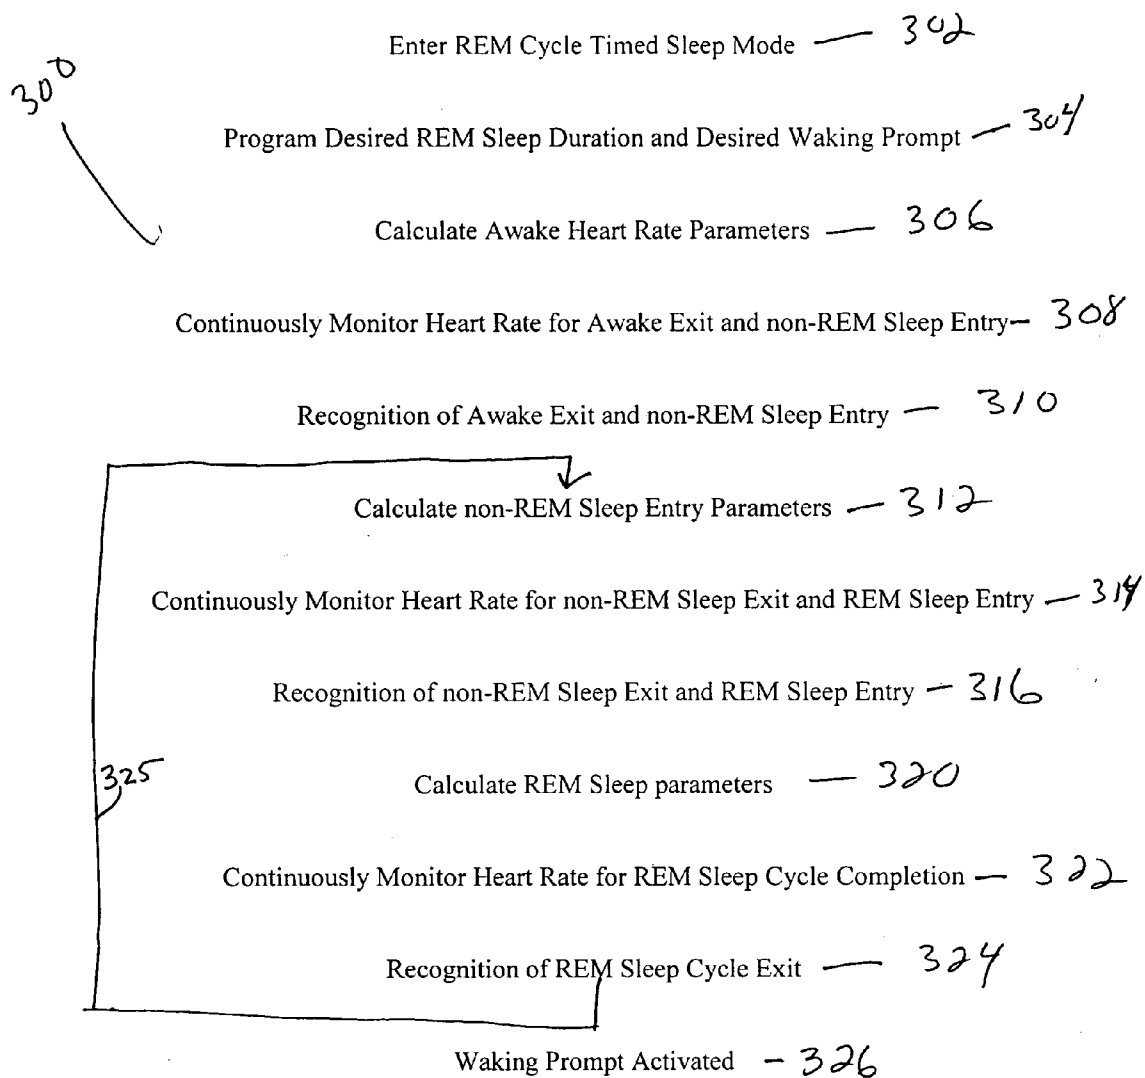 Enter REM Cycle Timed Sleep Mode — 302
300
Program Desired REM Sleep Duration and Desired Waking Prompt — 304
Calculate Awake Heart Rate Parameters — 306
Continuously Monitor Heart Rate for Awake Exit and non-REM Sleep Entry — 308
Recognition of Awake Exit and non-REM Sleep Entry — 310
Calculate non-REM Sleep Entry Parameters — 312
Continuously Monitor Heart Rate for non-REM Sleep Exit and REM Sleep Entry — 314
Recognition of non-REM Sleep Exit and REM Sleep Entry — 316
325
Calculate REM Sleep parameters — 320
Continuously Monitor Heart Rate for REM Sleep Cycle Completion — 322
Recognition of REM Sleep Cycle Exit — 324
Waking Prompt Activated — 326